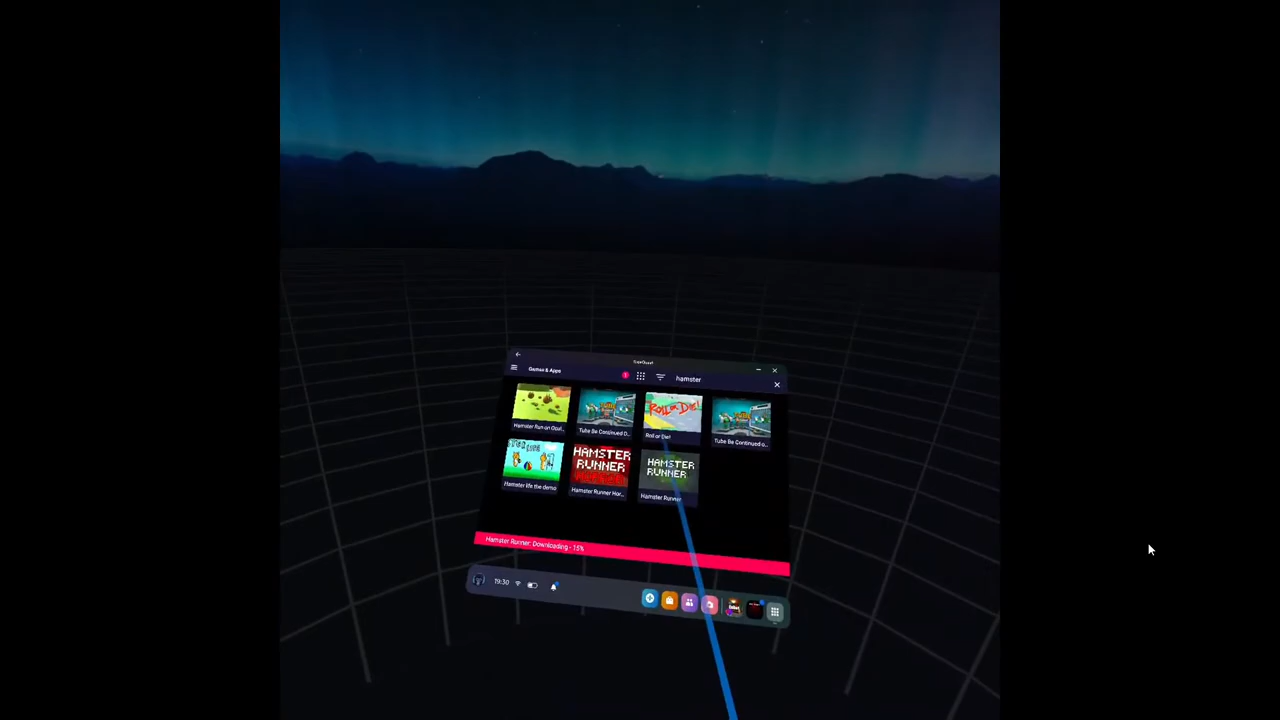 SideQuest
Games & Apps
1
hamster
Hamster Run on Ocul...
Tube Be Continued D...
ROLL OR DIE!
Roll or Die!
Tube Be Continued o...
Hamster life the demo
HAMSTER
RUNNER
Hamster Runner Hor...
HAMSTER
RUNNER
Hamster Runner
Hamster Runner: Downloading - 15%
19:30